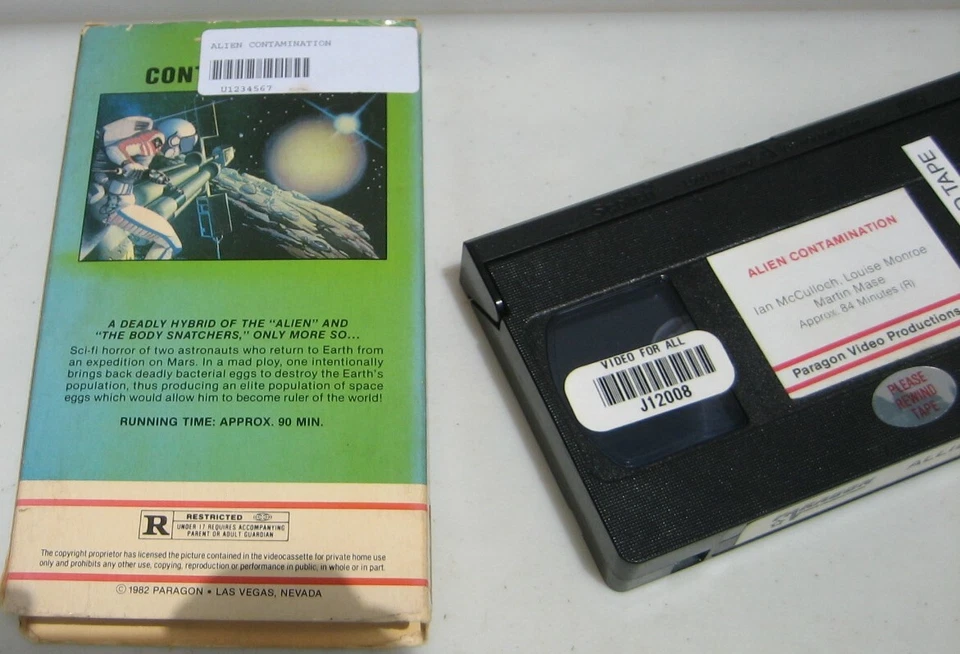 ALIEN CONTAMINATION
U1234567
CONT
A DEADLY HYBRID OF THE "ALIEN" AND
"THE BODY SNATCHERS," ONLY MORE SO...
Sci-fi horror of two astronauts who return to Earth from
an expedition on Mars. In a mad ploy, one intentionally
brings back deadly bacterial eggs to destroy the Earth's
population, thus producing an elite population of space
eggs which would allow him to become ruler of the world!
RUNNING TIME: APPROX. 90 MIN.
R
RESTRICTED
UNDER 17 REQUIRES ACCOMPANYING
PARENT OR ADULT GUARDIAN
The copyright proprietor has licensed the picture contained in the videocassette for private home use
only and prohibits any other use, copying, reproduction or performance in public, in whole or in part.
©1982 PARAGON • LAS VEGAS, NEVADA
TAPE
ALIEN CONTAMINATION
Ian McCulloch, Louise Monroe
Martin Mase
Approx. 84 Minutes (R)
Paragon Video Productions
VIDEO FOR ALL
J12008
PLEASE
REWIND
TAPE